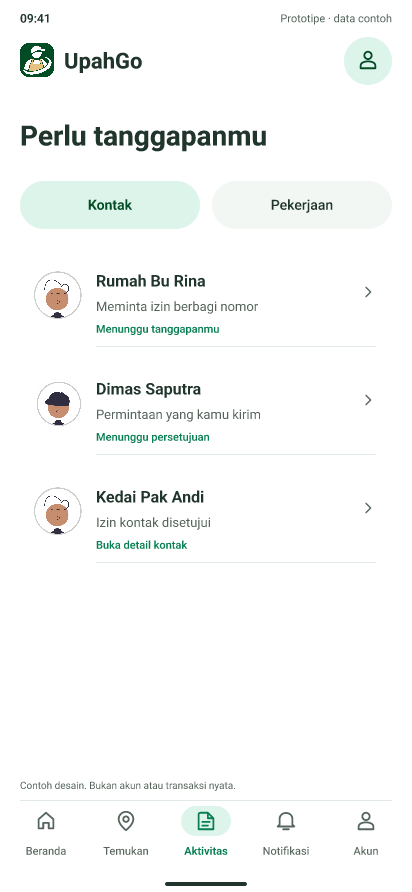 09:41
Prototipe · data contoh
UpahGo
Perlu tanggapanmu
Kontak
Pekerjaan
Rumah Bu Rina
Meminta izin berbagi nomor
Menunggu tanggapanmu
Dimas Saputra
Permintaan yang kamu kirim
Menunggu persetujuan
Kedai Pak Andi
Izin kontak disetujui
Buka detail kontak
Contoh desain. Bukan akun atau transaksi nyata.
Beranda
Temukan
Aktivitas
Notifikasi
Akun